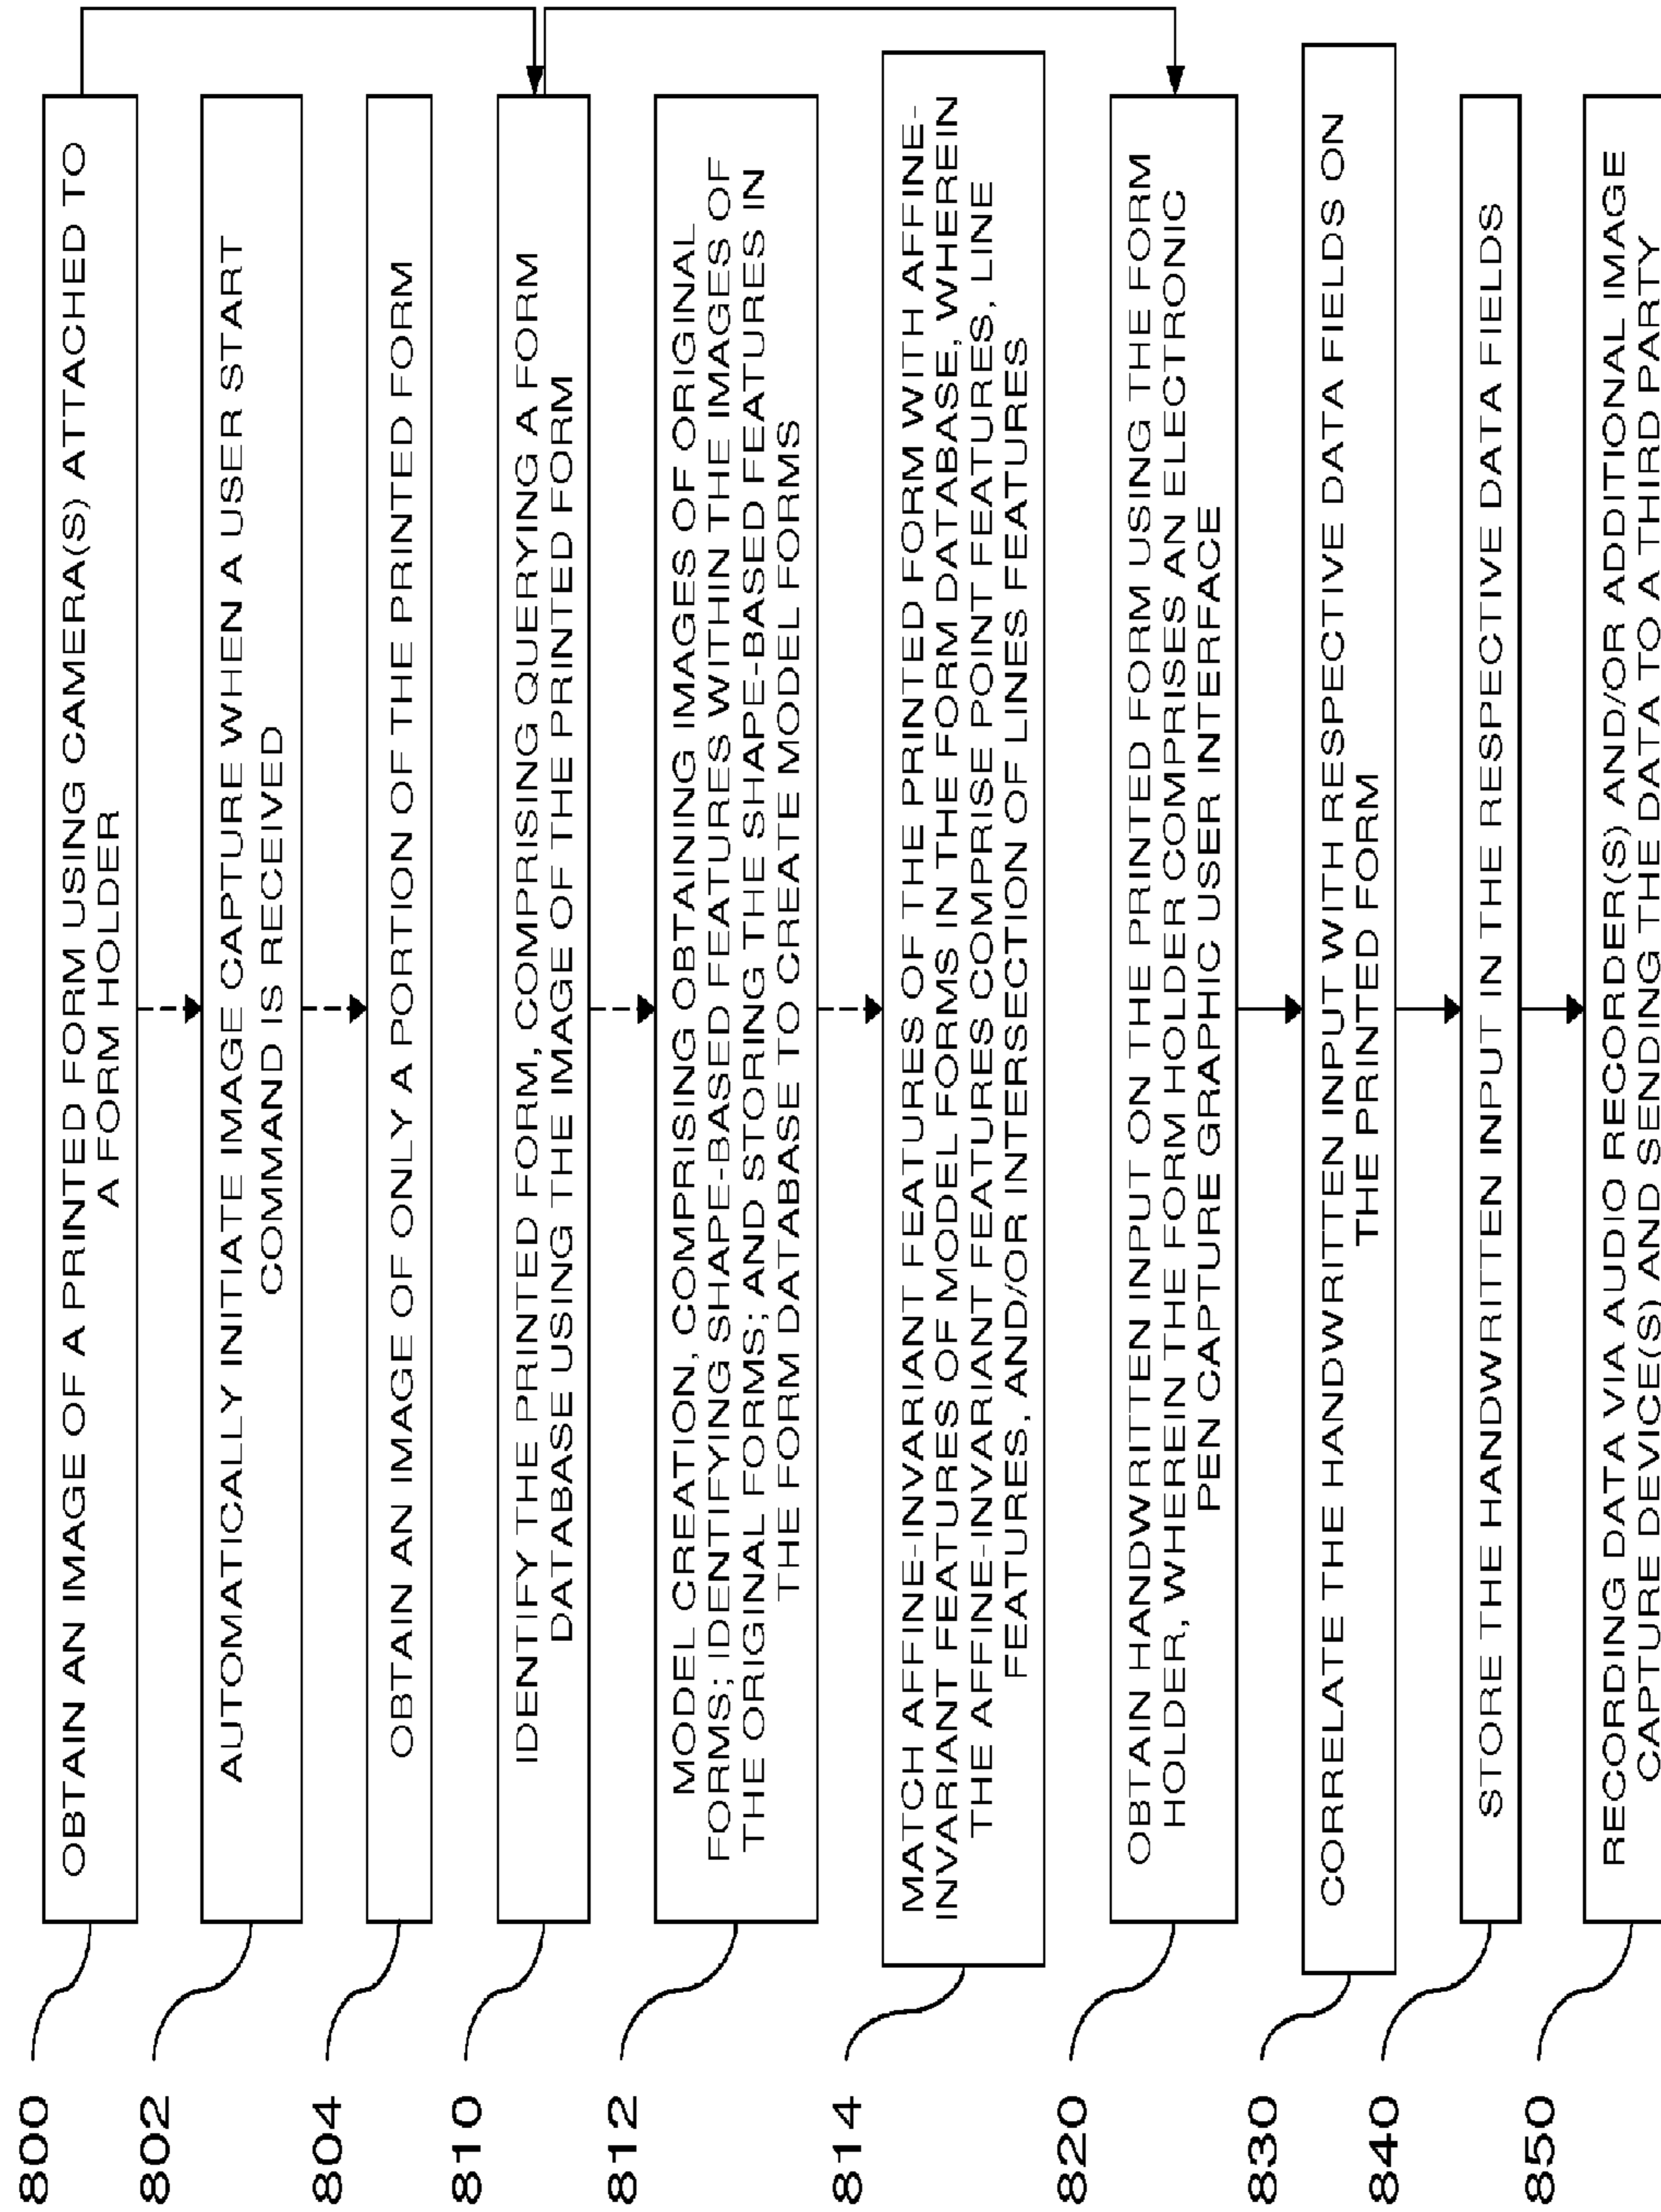 800
OBTAIN AN IMAGE OF A PRINTED FORM USING CAMERA(S) ATTACHED TO
A FORM HOLDER
802
AUTOMATICALLY INITIATE IMAGE CAPTURE WHEN A USER START
COMMAND IS RECEIVED
804
OBTAIN AN IMAGE OF ONLY A PORTION OF THE PRINTED FORM
810
IDENTIFY THE PRINTED FORM, COMPRISING QUERYING A FORM
DATABASE USING THE IMAGE OF THE PRINTED FORM
812
MODEL CREATION, COMPRISING OBTAINING IMAGES OF ORIGINAL
FORMS; IDENTIFYING SHAPE-BASED FEATURES WITHIN THE IMAGES OF
THE ORIGINAL FORMS; AND STORING THE SHAPE-BASED FEATURES IN
THE FORM DATABASE TO CREATE MODEL FORMS
814
MATCH AFFINE-INVARIANT FEATURES OF THE PRINTED FORM WITH AFFINE-
INVARIANT FEATURES OF MODEL FORMS IN THE FORM DATABASE, WHEREIN
THE AFFINE-INVARIANT FEATURES COMPRISE POINT FEATURES, LINE
FEATURES, AND/OR INTERSECTION OF LINES FEATURES
820
OBTAIN HANDWRITTEN INPUT ON THE PRINTED FORM USING THE FORM
HOLDER, WHEREIN THE FORM HOLDER COMPRISES AN ELECTRONIC
PEN CAPTURE GRAPHIC USER INTERFACE
830
CORRELATE THE HANDWRITTEN INPUT WITH RESPECTIVE DATA FIELDS ON
THE PRINTED FORM
840
STORE THE HANDWRITTEN INPUT IN THE RESPECTIVE DATA FIELDS
850
RECORDING DATA VIA AUDIO RECORDER(S) AND/OR ADDITIONAL IMAGE
CAPTURE DEVICE(S) AND SENDING THE DATA TO A THIRD PARTY